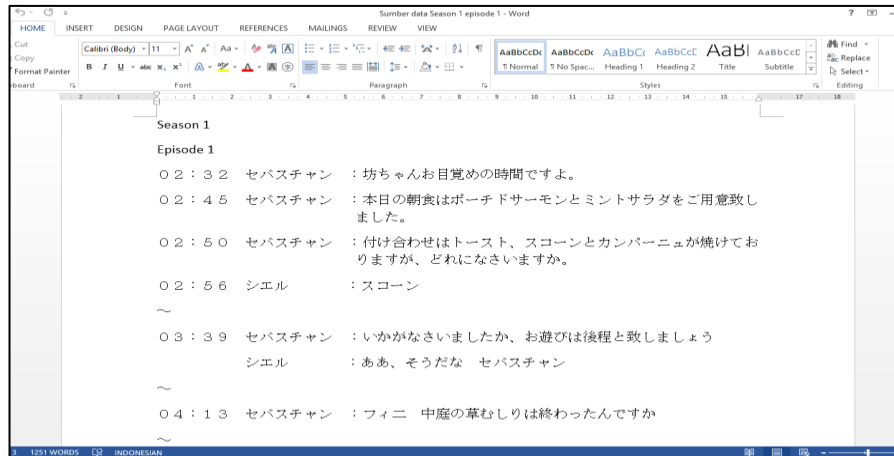 Sumber data Season 1 episode 1 - Word
HOME INSERT DESIGN PAGE LAYOUT REFERENCES MAILINGS REVIEW VIEW
Cut
Copy
Format Painter
Calibri (Body) 11
AaBbCcDc AaBbCcDc AaBbCc AaBbCcC AaBl AaBbCcC
¶ Normal ¶ No Spac... Heading 1 Heading 2 Title Subtitle
Find
Replace
Select
board Font Paragraph Styles Editing
Season 1
Episode 1
02:32 セバスチャン :坊ちゃんお目覚めの時間ですよ。
02:45 セバスチャン :本日の朝食はポーチドサーモンとミントサラダをご用意致し
ました。
02:50 セバスチャン :付け合わせはトースト、スコーンとカンパーニュが焼けてお
りますが、どれになさいますか。
02:56 シエル :スコーン
~
03:39 セバスチャン :いかがなさいましたか、お遊びは後程と致しましょう
シエル :ああ、そうだな セバスチャン
~
04:13 セバスチャン :フィニ 中庭の草むしりは終わったんですか
~
3 1251 WORDS INDONESIAN